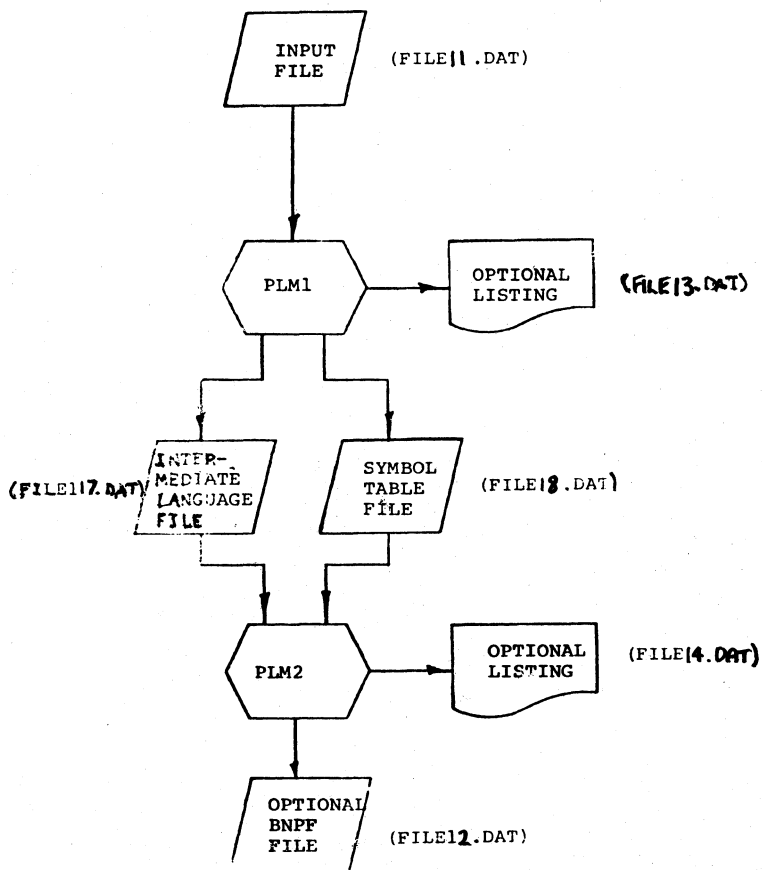 INPUT
FILE
(FILE11.DAT)
PLM1
OPTIONAL
LISTING
(FILE13.DAT)
(FILE117.DAT)
INTER-
MEDIATE
LANGUAGE
FILE
SYMBOL
TABLE
FILE
(FILE18.DAT)
PLM2
OPTIONAL
LISTING
(FILE14.DAT)
OPTIONAL
BNPF
FILE
(FILE12.DAT)